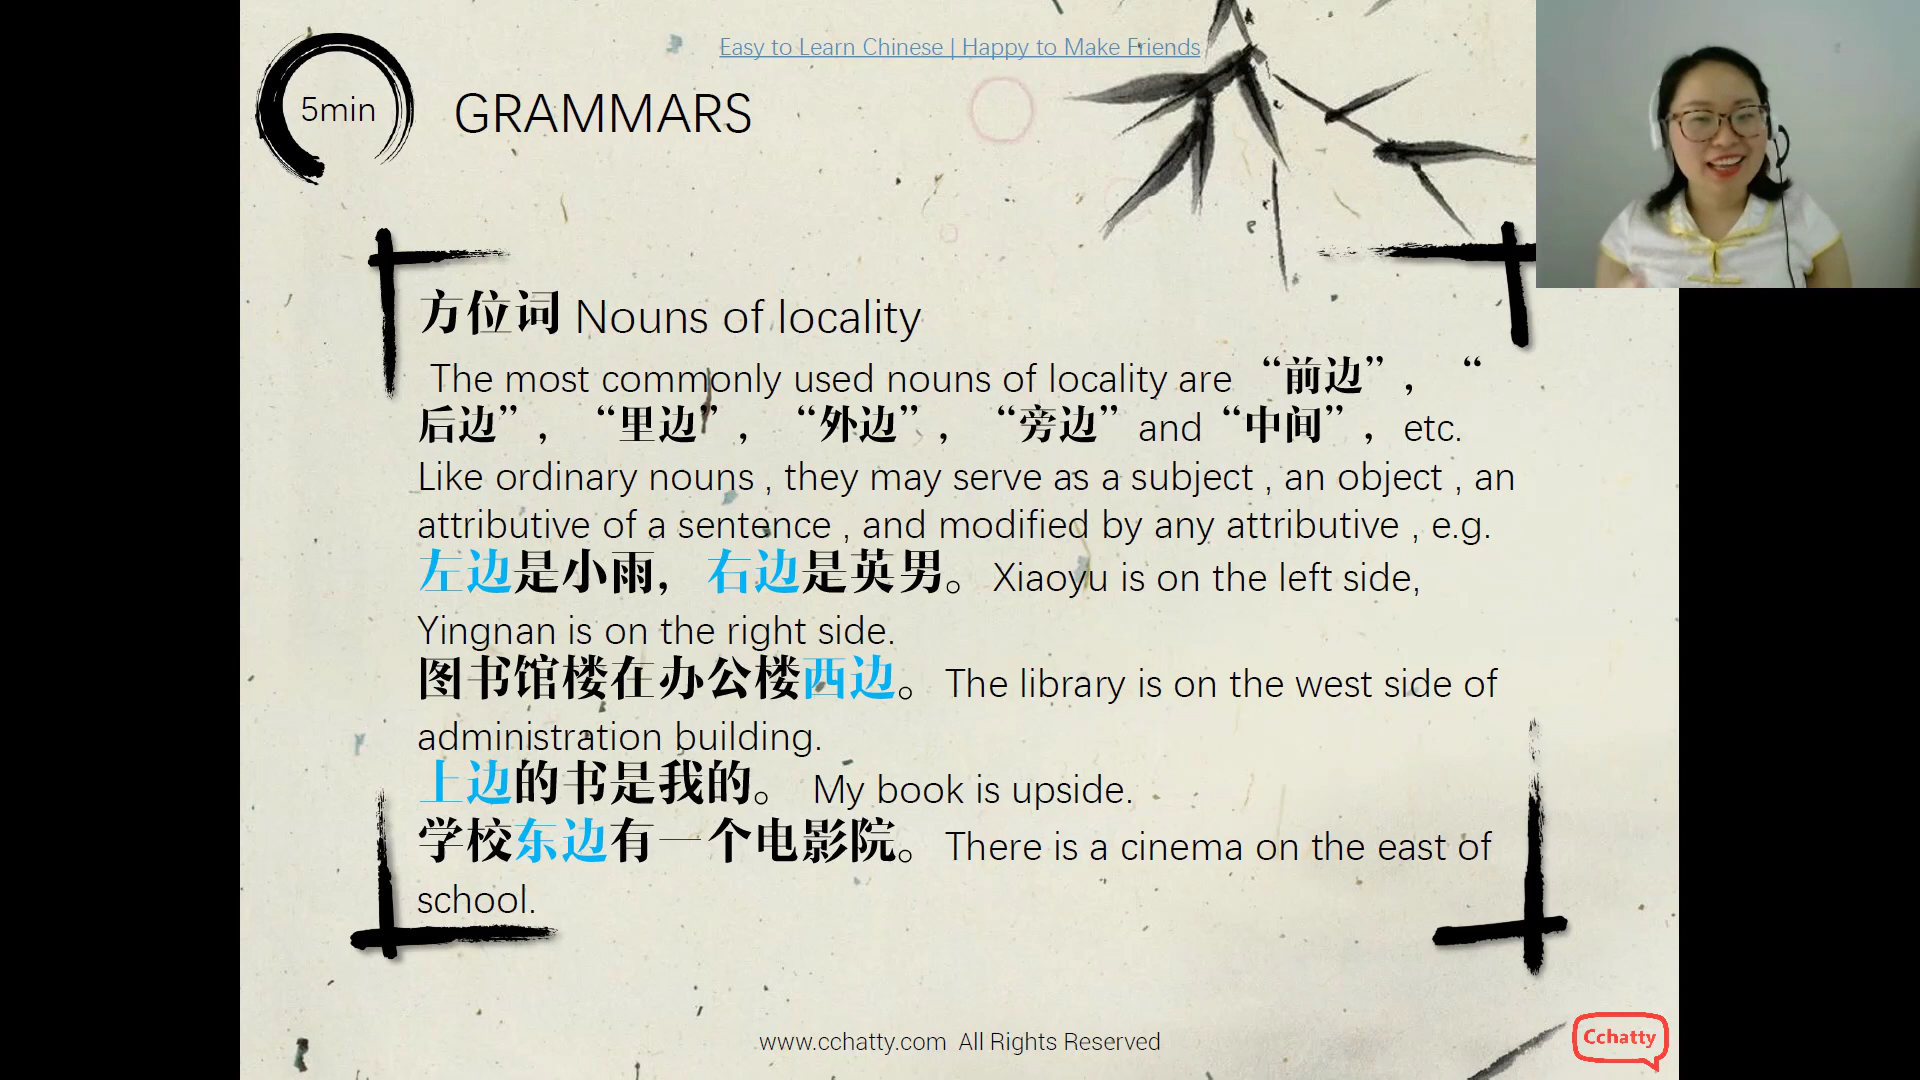 Easy to Learn Chinese | Happy to Make Friends
5min
GRAMMARS
方位词 Nouns of locality
The most commonly used nouns of locality are “前边”，“
后边”，“里边”，“外边”，“旁边” and “中间”，etc.
Like ordinary nouns , they may serve as a subject , an object , an
attributive of a sentence , and modified by any attributive , e.g.
左边是小雨，右边是英男。Xiaoyu is on the left side,
Yingnan is on the right side.
图书馆楼在办公楼西边。The library is on the west side of
administration building.
上边的书是我的。 My book is upside.
学校东边有一个电影院。There is a cinema on the east of
school.
www.cchatty.com All Rights Reserved
Cchatty